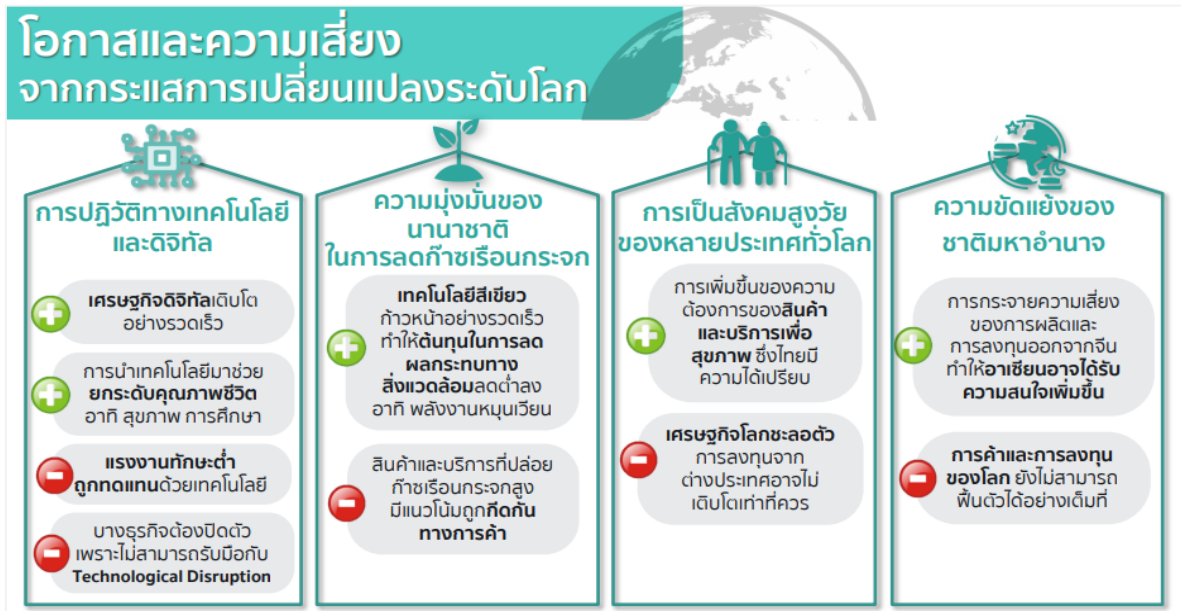 โอกาสและความเสี่ยง
จากกระแสการเปลี่ยนแปลงระดับโลก
การปฏิวัติทางเทคโนโลยี
และดิจิทัล
เศรษฐกิจดิจิทัลเติบโต
อย่างรวดเร็ว
การนำเทคโนโลยีมาช่วย
ยกระดับคุณภาพชีวิต
อาทิ สุขภาพ การศึกษา
แรงงานทักษะต่ำ
ถูกทดแทนด้วยเทคโนโลยี
บางธุรกิจต้องปิดตัว
เพราะไม่สามารถรับมือกับ
Technological Disruption
ความมุ่งมั่นของ
นานาชาติ
ในการลดก๊าซเรือนกระจก
เทคโนโลยีสีเขียว
ก้าวหน้าอย่างรวดเร็ว
ทำให้ต้นทุนในการลด
ผลกระทบทาง
สิ่งแวดล้อมลดต่ำลง
อาทิ พลังงานหมุนเวียน
สินค้าและบริการที่ปล่อย
ก๊าซเรือนกระจกสูง
มีแนวโน้มถูกกีดกัน
ทางการค้า
การเป็นสังคมสูงวัย
ของหลายประเทศทั่วโลก
การเพิ่มขึ้นของความ
ต้องการของสินค้า
และบริการเพื่อ
สุขภาพ ซึ่งไทยมี
ความได้เปรียบ
เศรษฐกิจโลกชะลอตัว
การลงทุนจาก
ต่างประเทศอาจไม่
เติบโตเท่าที่ควร
ความขัดแย้งของ
ชาติมหาอำนาจ
การกระจายความเสี่ยง
ของการผลิตและ
การลงทุนออกจากจีน
ทำให้อาเซียนอาจได้รับ
ความสนใจเพิ่มขึ้น
การค้าและการลงทุน
ของโลก ยังไม่สามารถ
ฟื้นตัวได้อย่างเต็มที่